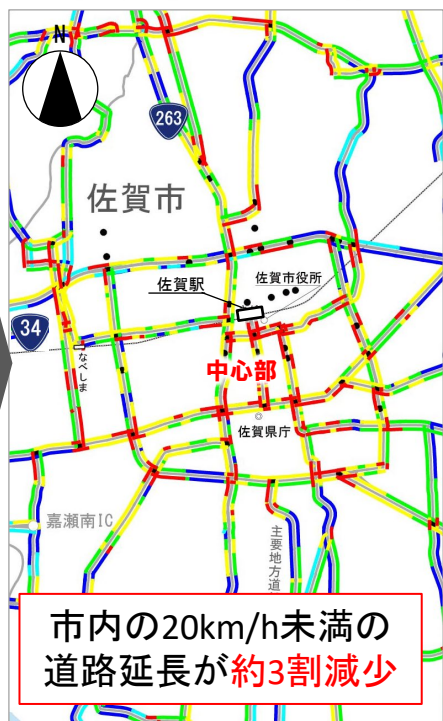 N
263
佐賀市
佐賀駅
佐賀市役所
34
なべしま
中心部
佐賀県庁
嘉瀬南IC
主要地方道
市内の20km/h未満の
道路延長が約3割減少